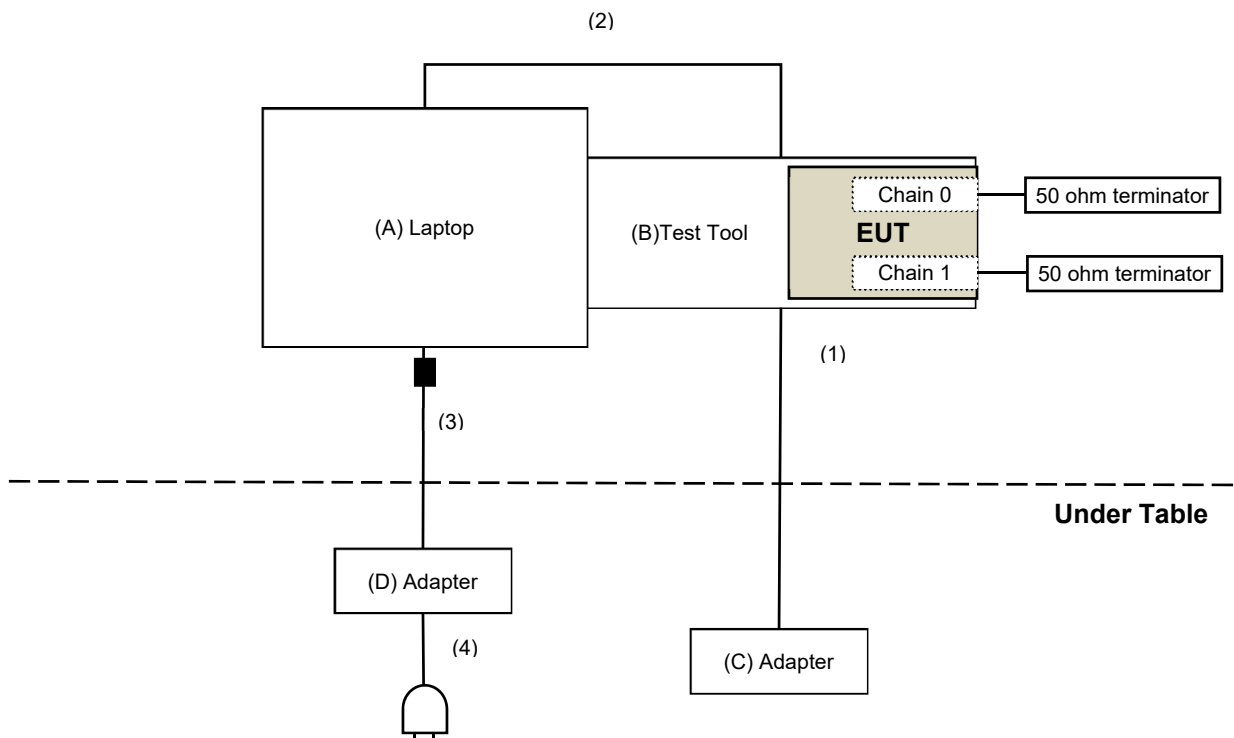 (2)
(A) Laptop
(B)Test Tool
Chain 0
EUT
Chain 1
50 ohm terminator
50 ohm terminator
(1)
(3)
Under Table
(D) Adapter
(4)
(C) Adapter